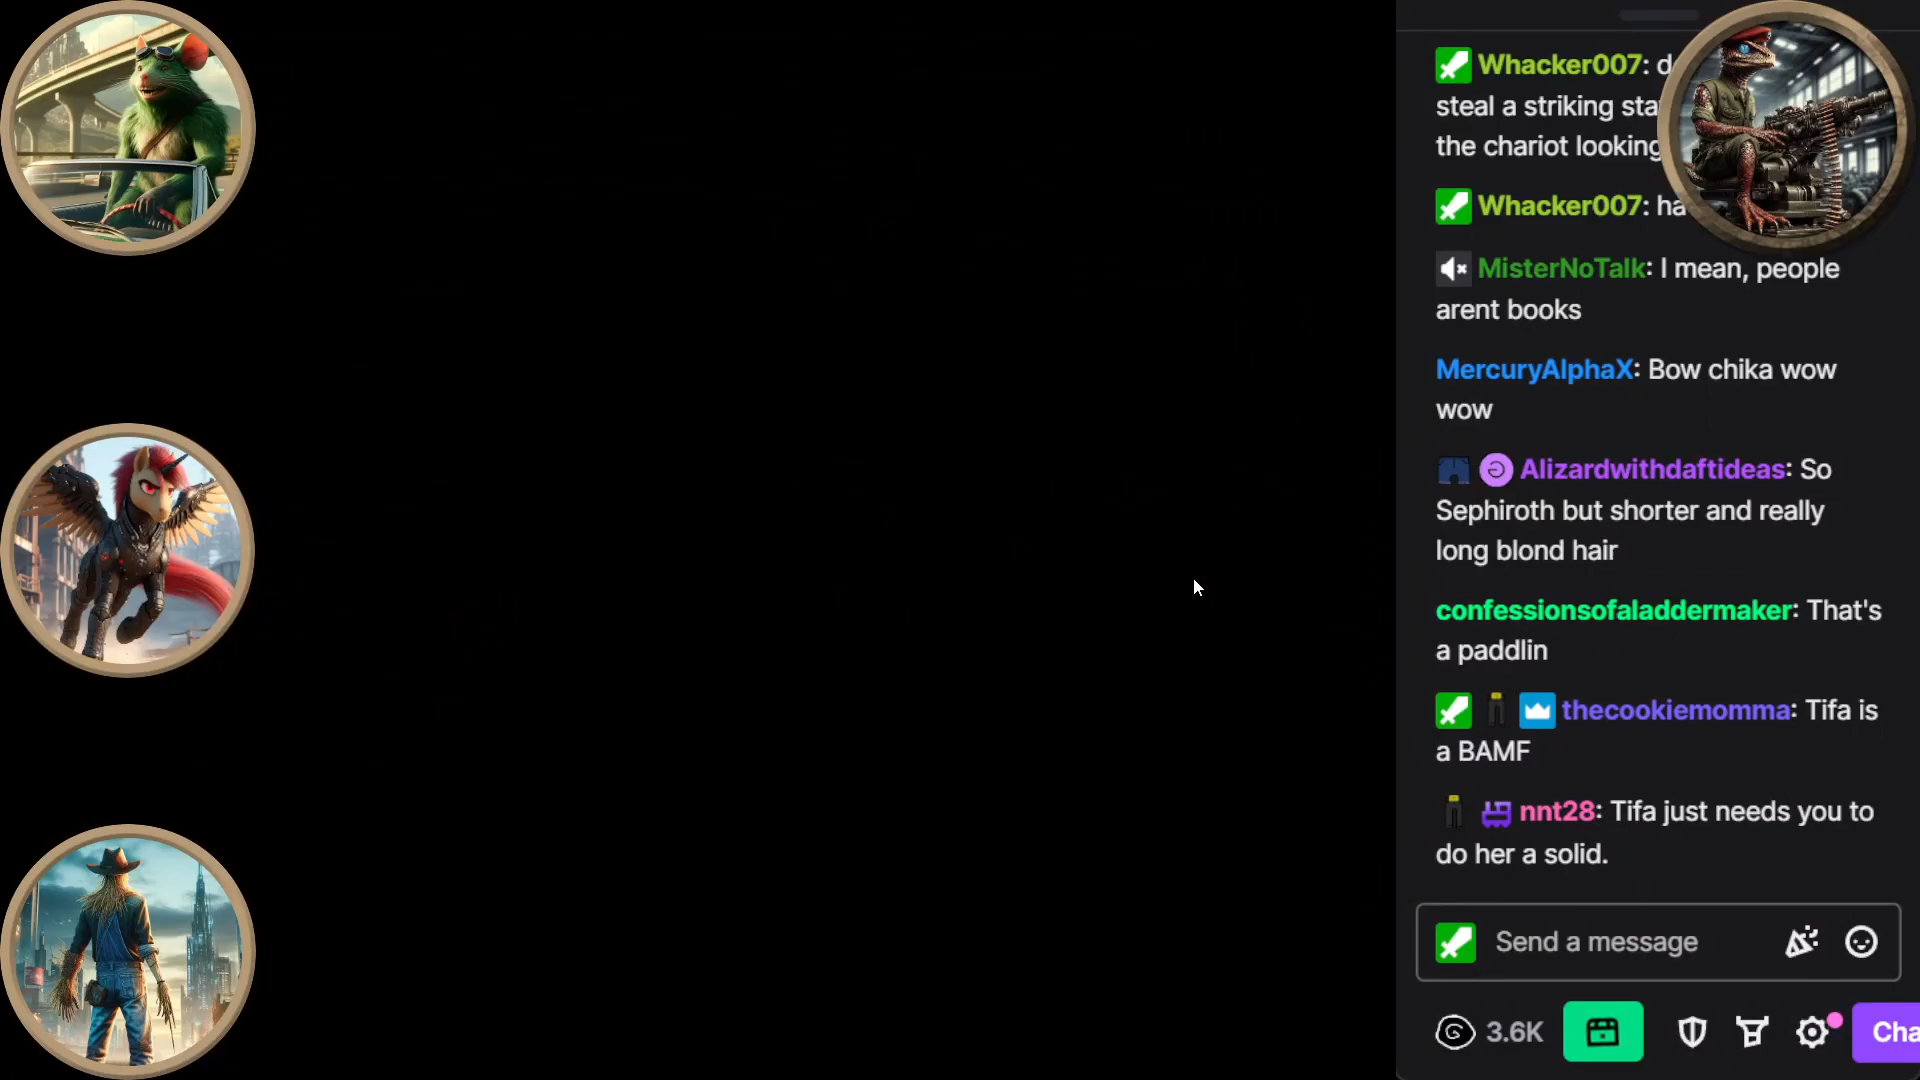 Whacker007:
steal a striking
the chariot looking
Whacker007:
MisterNoTalk: I mean, people
arent books
MercuryAlphaX: Bow chika wow
wow
Alizardwithdaftideas: So
Sephiroth but shorter and really
long blond hair
confessionsofaladdermaker: That's
a paddlin
thecookiemomma: Tifa is
a BAMF
nnt28: Tifa just needs you to
do her a solid.
Send a message
3.6K
Cha